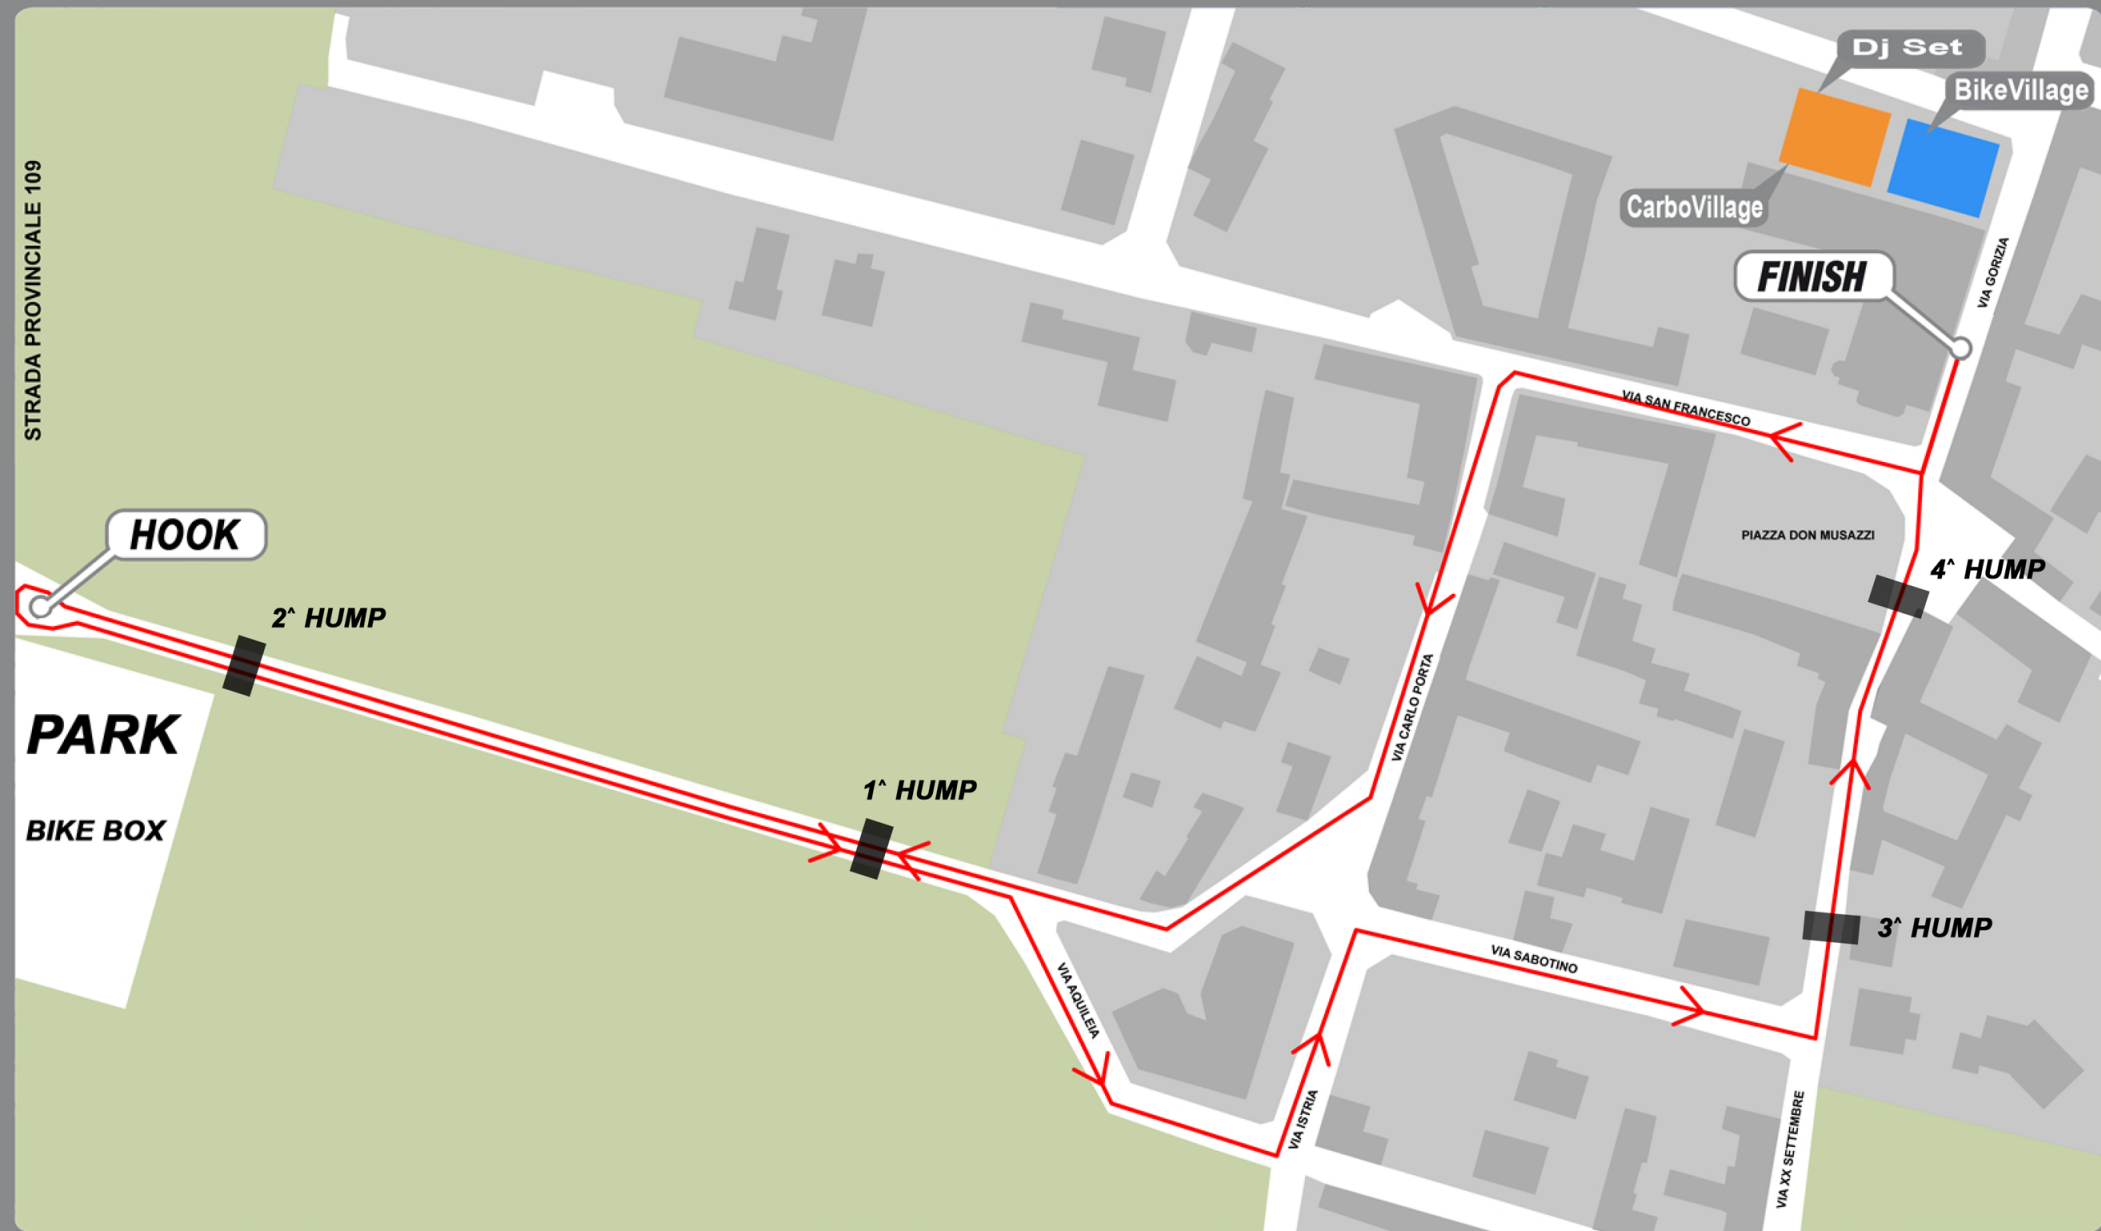 Dj Set
BikeVillage
CarboVillage
FINISH
VIA GORIZIA
STRADA PROVINCIALE 109
VIA SAN FRANCESCO
HOOK
PIAZZA DON MUSAZZI
4^ HUMP
2^ HUMP
VIA CARLO PORTA
PARK
BIKE BOX
1^ HUMP
3^ HUMP
VIA SABOTINO
VIA AQUILEIA
VIA ISTRIA
VIA XX SETTEMBRE